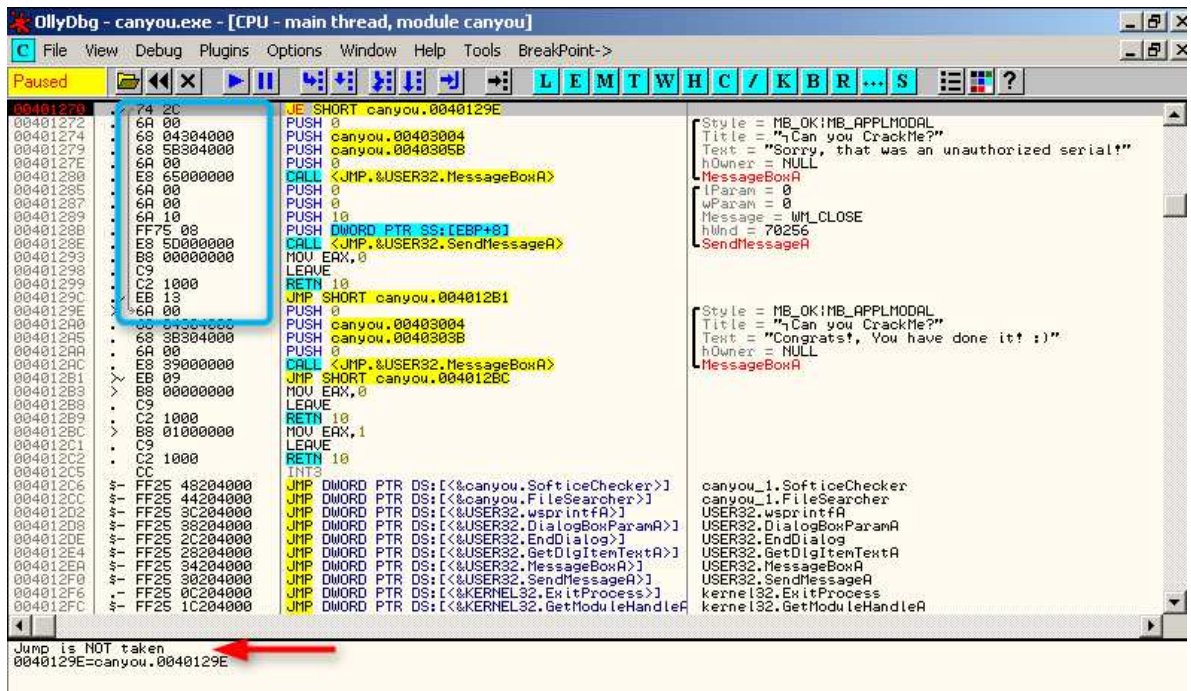 OllyDbg - canyou.exe - [CPU - main thread, module canyou]
C File View Debug Plugins Options Window Help Tools BreakPoint->
Paused L E M T W H C / K B R ... S ?
00401270 74 2C JE SHORT canyou.0040129E
00401272 . 6A 00 PUSH 0 Style = MB_OK|MB_APPLMODAL
00401274 . 68 04304000 PUSH canyou.00403004 Title = "┐Can you CrackMe?"
00401279 . 68 5B304000 PUSH canyou.0040305B Text = "Sorry, that was an unauthorized serial!"
0040127E . 6A 00 PUSH 0 hOwner = NULL
00401280 . E8 65000000 CALL <JMP.&USER32.MessageBoxA> MessageBoxA
00401285 . 6A 00 PUSH 0 lParam = 0
00401287 . 6A 00 PUSH 0 wParam = 0
00401289 . 6A 10 PUSH 10 Message = WM_CLOSE
0040128B . FF75 08 PUSH DWORD PTR SS:[EBP+8] hWnd = 70256
0040128E . E8 5D000000 CALL <JMP.&USER32.SendMessageA> SendMessageA
00401293 . B8 00000000 MOV EAX,0
00401298 . C9 LEAVE
00401299 . C2 1000 RETN 10
0040129C EB 13 JMP SHORT canyou.004012B1
0040129E > 6A 00 PUSH 0 Style = MB_OK|MB_APPLMODAL
004012A0 . 68 04304000 PUSH canyou.00403004 Title = "┐Can you CrackMe?"
004012A5 . 68 3B304000 PUSH canyou.0040303B Text = "Congrats!, You have done it! :)"
004012AA . 6A 00 PUSH 0 hOwner = NULL
004012AC . E8 39000000 CALL <JMP.&USER32.MessageBoxA> MessageBoxA
004012B1 > EB 09 JMP SHORT canyou.004012BC
004012B3 > B8 00000000 MOV EAX,0
004012B8 . C9 LEAVE
004012B9 . C2 1000 RETN 10
004012BC > B8 01000000 MOV EAX,1
004012C1 . C9 LEAVE
004012C2 . C2 1000 RETN 10
004012C5 CC INT3
004012C6 $- FF25 48204000 JMP DWORD PTR DS:[<&canyou.SofticeChecker>] canyou_1.SofticeChecker
004012CC $- FF25 44204000 JMP DWORD PTR DS:[<&canyou.FileSearcher>] canyou_1.FileSearcher
004012D2 $- FF25 3C204000 JMP DWORD PTR DS:[<&USER32.wsprintfA>] USER32.wsprintfA
004012D8 $- FF25 38204000 JMP DWORD PTR DS:[<&USER32.DialogBoxParamA>] USER32.DialogBoxParamA
004012DE $- FF25 2C204000 JMP DWORD PTR DS:[<&USER32.EndDialog>] USER32.EndDialog
004012E4 $- FF25 28204000 JMP DWORD PTR DS:[<&USER32.GetDlgItemTextA>] USER32.GetDlgItemTextA
004012EA $- FF25 34204000 JMP DWORD PTR DS:[<&USER32.MessageBoxA>] USER32.MessageBoxA
004012F0 $- FF25 30204000 JMP DWORD PTR DS:[<&USER32.SendMessageA>] USER32.SendMessageA
004012F6 .- FF25 0C204000 JMP DWORD PTR DS:[<&KERNEL32.ExitProcess>] kernel32.ExitProcess
004012FC $- FF25 1C204000 JMP DWORD PTR DS:[<&KERNEL32.GetModuleHandleA kernel32.GetModuleHandleA
Jump is NOT taken
0040129E=canyou.0040129E